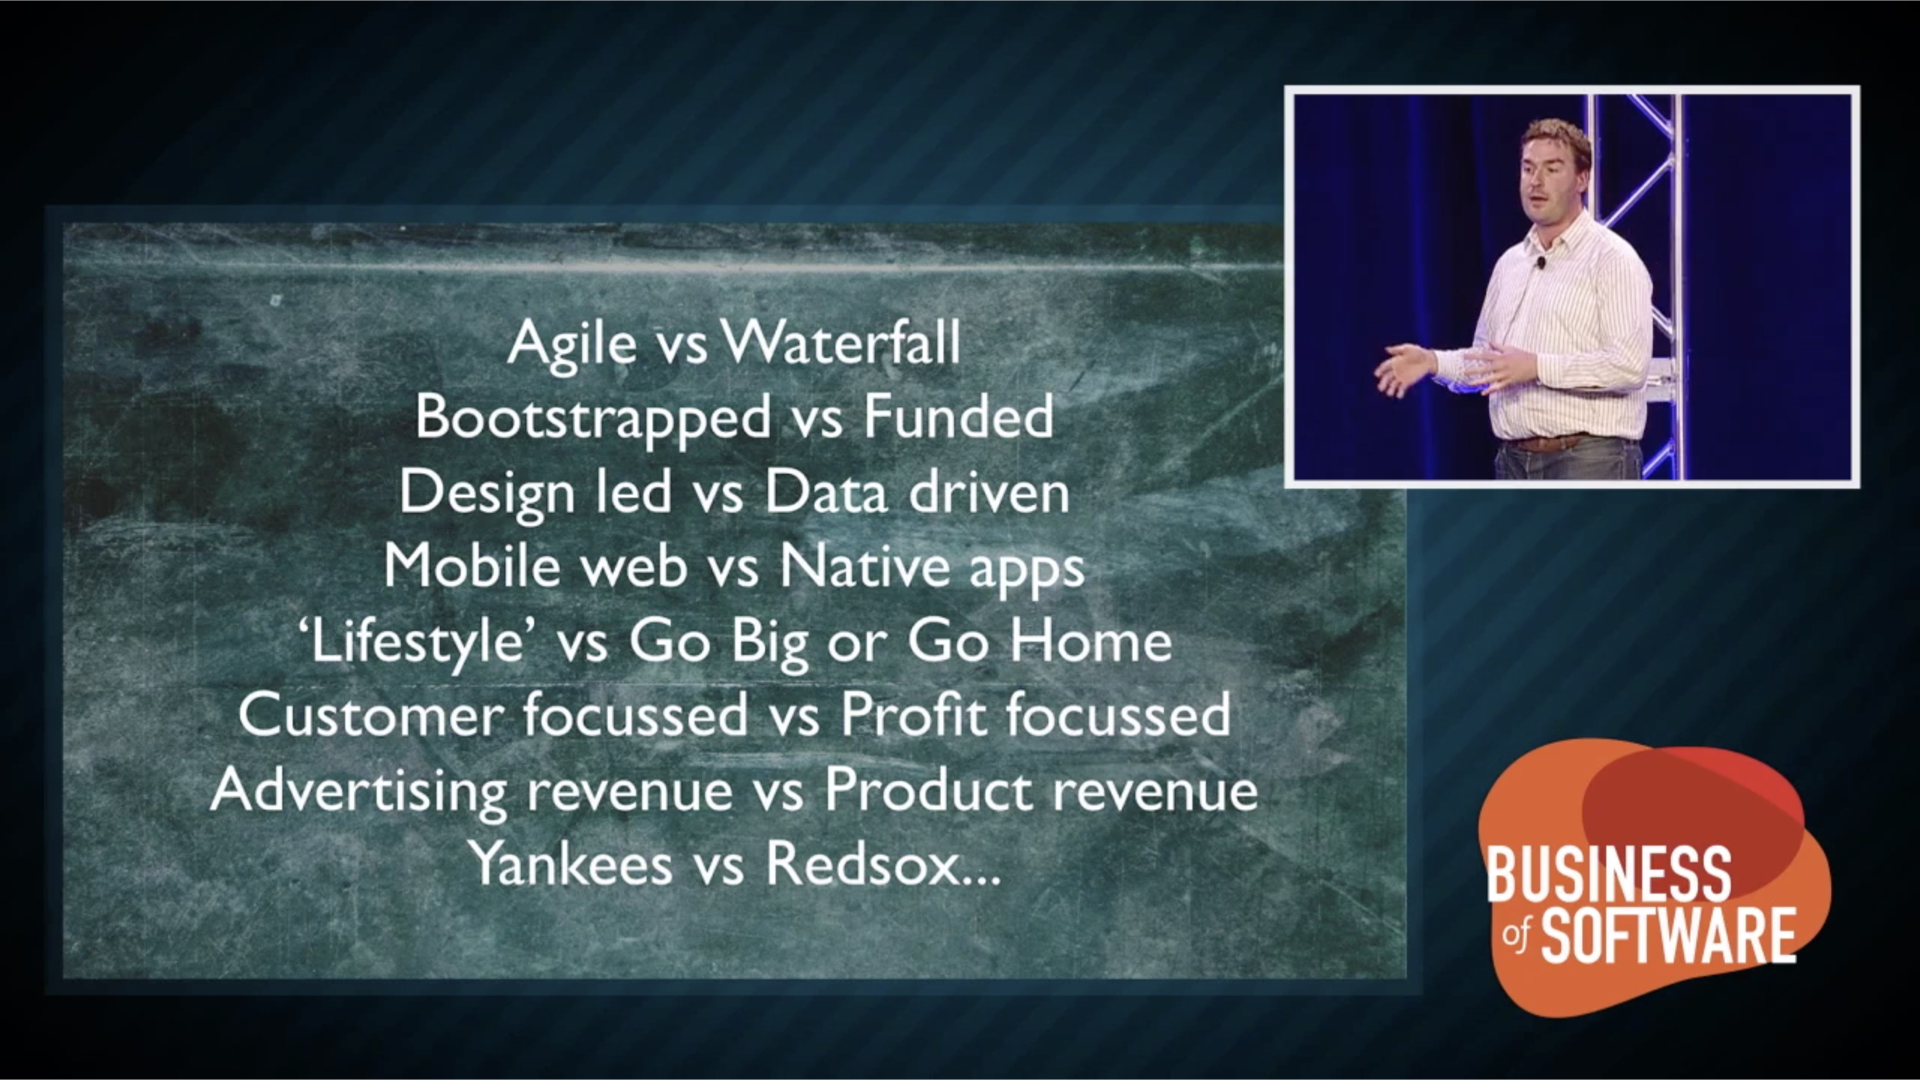 Agile vs Waterfall
Bootstrapped vs Funded
Design led vs Data driven
Mobile web vs Native apps
‘Lifestyle’ vs Go Big or Go Home
Customer focussed vs Profit focussed
Advertising revenue vs Product revenue
Yankees vs Redsox...
BUSINESS
of SOFTWARE